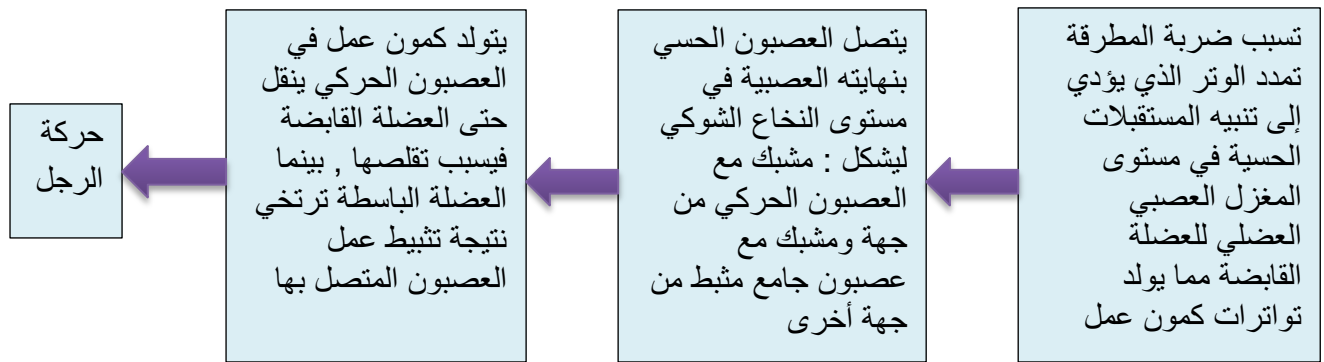 تسبب ضربة المطرقة
تمدد الوتر الذي يؤدي
إلى تنبيه المستقبلات
الحسية في مستوى
المغزل العصبي
العضلي للعضلة
القابضة مما يولد
تواترات كمون عمل
يتصل العصبون الحسي
بنهايته العصبية في
مستوى النخاع الشوكي
ليشكل : مشبك مع
العصبون الحركي من
جهة ومشبك مع
عصبون جامع مثبط من
جهة أخرى
يتولد كمون عمل في
العصبون الحركي ينقل
حتى العضلة القابضة
فيسبب تقلصها , بينما
العضلة الباسطة ترتخي
نتيجة تثبيط عمل
العصبون المتصل بها
حركة
الرجل